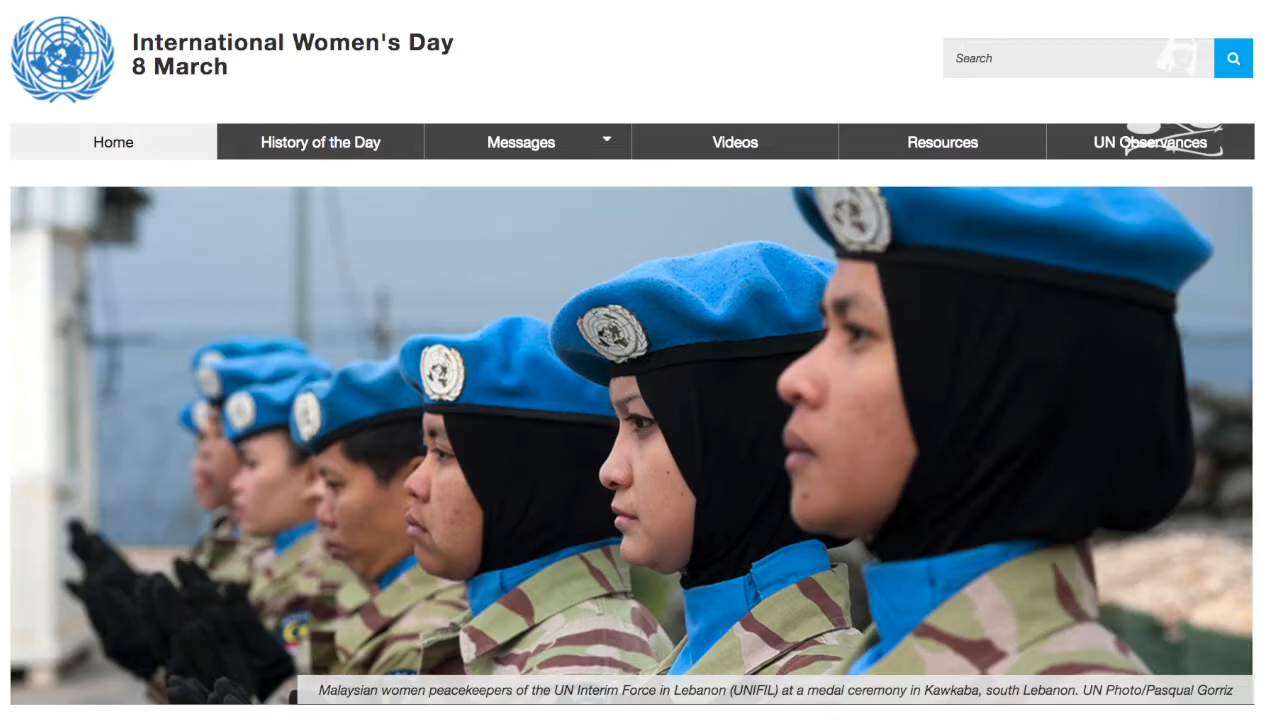 International Women's Day
8 March
Search
Home
History of the Day
Messages
Videos
Resources
UN Observances
Malaysian women peacekeepers of the UN Interim Force in Lebanon (UNIFIL) at a medal ceremony in Kawkaba, south Lebanon. UN Photo/Pasqual Gorriz